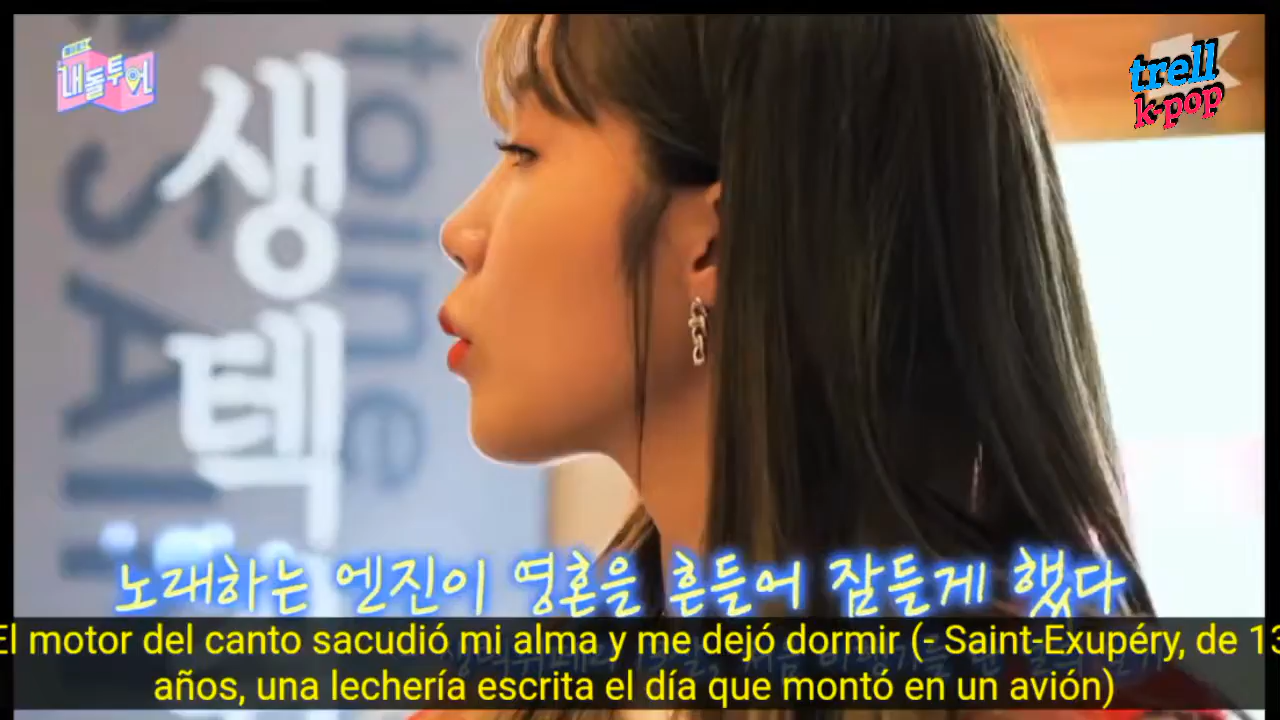 내돌투어
trell
k-pop
생텍
toine
SAI
노래하는 엔진이 영혼을 흔들어 잠들게 했다
El motor del canto sacudió mi alma y me dejó dormir (- Saint-Exupéry, de 13
años, una lechería escrita el día que montó en un avión)